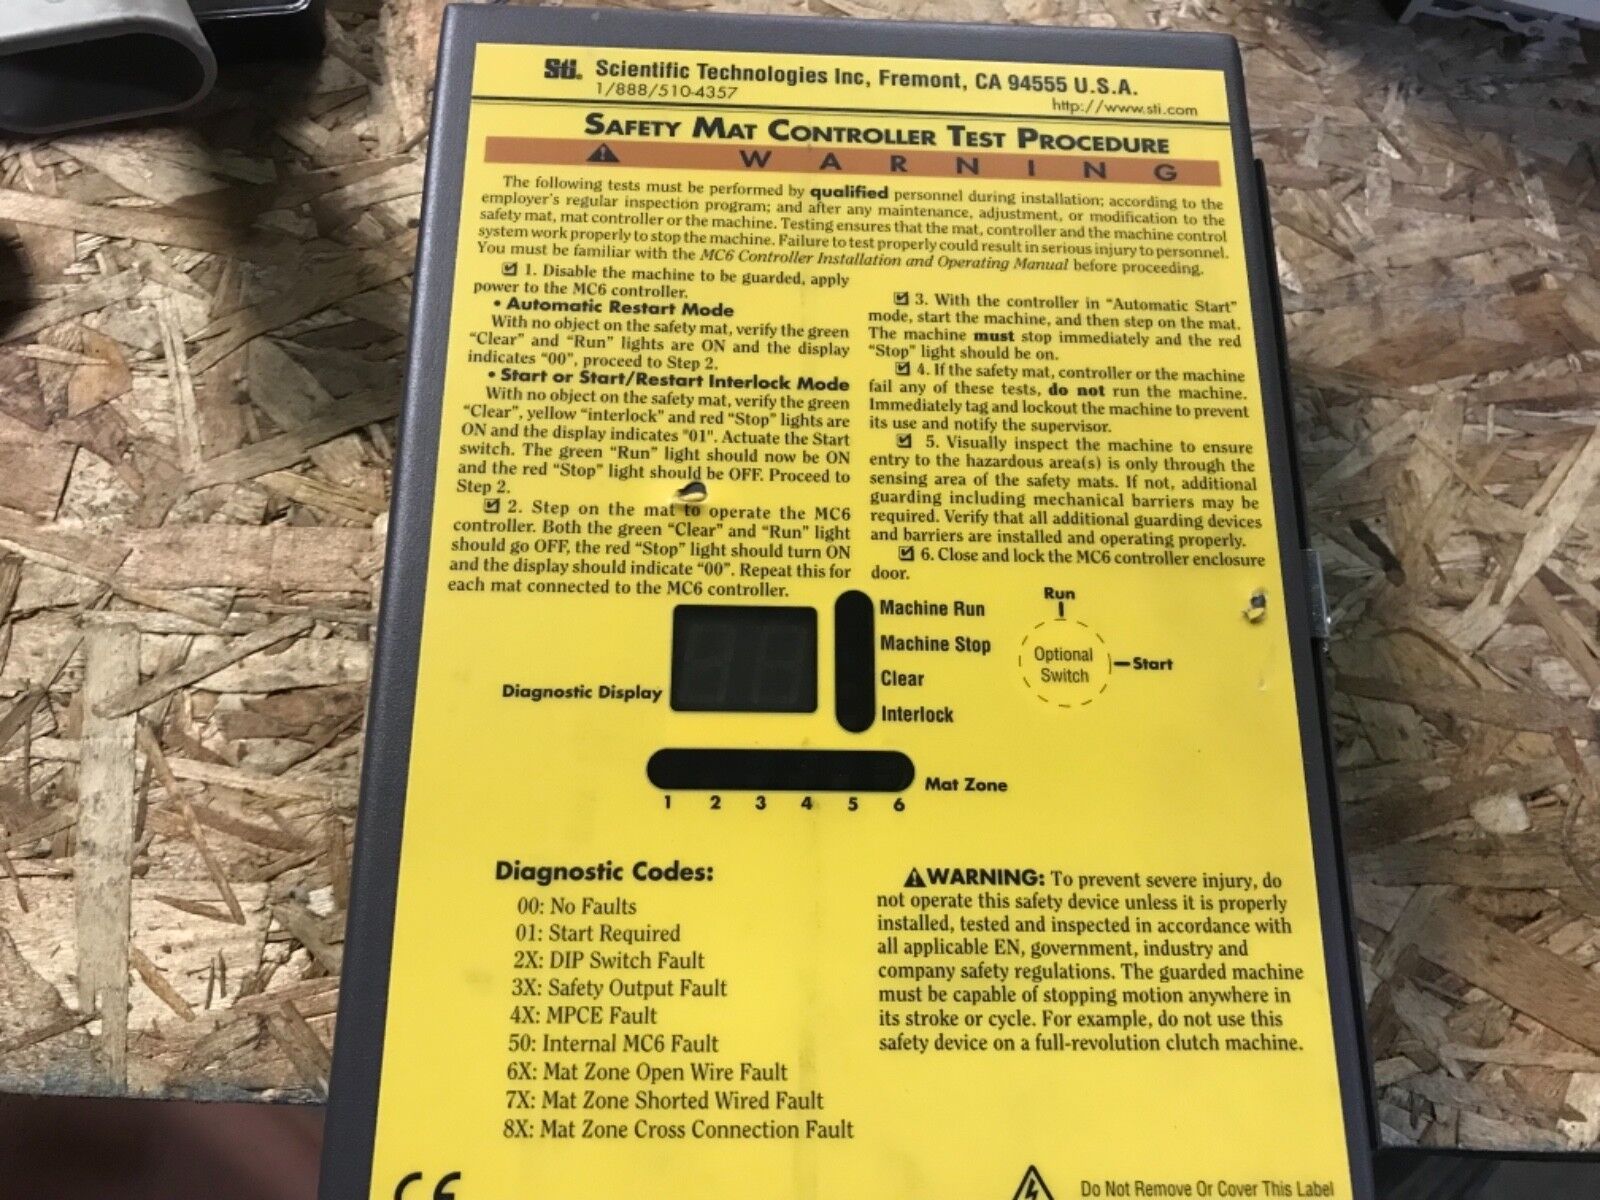 Sti. Scientific Technologies Inc, Fremont, CA 94555 U.S.A.
1/888/510-4357
http://www.sti.com
SAFETY MAT CONTROLLER TEST PROCEDURE
WARNING
The following tests must be performed by qualified personnel during installation; according to the
employer's regular inspection program; and after any maintenance, adjustment, or modification to the
safety mat, mat controller or the machine. Testing ensures that the mat, controller and the machine control
system work properly to stop the machine. Failure to test properly could result in serious injury to personnel.
You must be familiar with the MC6 Controller Installation and Operating Manual before proceeding.
1. Disable the machine to be guarded, apply
power to the MC6 controller.
• Automatic Restart Mode
With no object on the safety mat, verify the green
"Clear" and "Run" lights are ON and the display
indicates "00", proceed to Step 2.
• Start or Start/Restart Interlock Mode
With no object on the safety mat, verify the green
"Clear", yellow "interlock" and red "Stop" lights are
ON and the display indicates "01". Actuate the Start
switch. The green "Run" light should now be ON
and the red "Stop" light should be OFF. Proceed to
Step 2.
2. Step on the mat to operate the MC6
controller. Both the green "Clear" and "Run" light
should go OFF, the red "Stop" light should turn ON
and the display should indicate "00". Repeat this for
each mat connected to the MC6 controller.
3. With the controller in "Automatic Start"
mode, start the machine, and then step on the mat.
The machine must stop immediately and the red
"Stop" light should be on.
4. If the safety mat, controller or the machine
fail any of these tests, do not run the machine.
Immediately tag and lockout the machine to prevent
its use and notify the supervisor.
5. Visually inspect the machine to ensure
entry to the hazardous area(s) is only through the
sensing area of the safety mats. If not, additional
guarding including mechanical barriers may be
required. Verify that all additional guarding devices
and barriers are installed and operating properly.
6. Close and lock the MC6 controller enclosure
door.
Diagnostic Display
Machine Run
Machine Stop
Clear
Interlock
Run
Optional
Switch
Start
Mat Zone
1 2 3 4 5 6
Diagnostic Codes:
00: No Faults
01: Start Required
2X: DIP Switch Fault
3X: Safety Output Fault
4X: MPCE Fault
50: Internal MC6 Fault
6X: Mat Zone Open Wire Fault
7X: Mat Zone Shorted Wired Fault
8X: Mat Zone Cross Connection Fault
WARNING: To prevent severe injury, do
not operate this safety device unless it is properly
installed, tested and inspected in accordance with
all applicable EN, government, industry and
company safety regulations. The guarded machine
must be capable of stopping motion anywhere in
its stroke or cycle. For example, do not use this
safety device on a full-revolution clutch machine.
CE
Do Not Remove Or Cover This Label